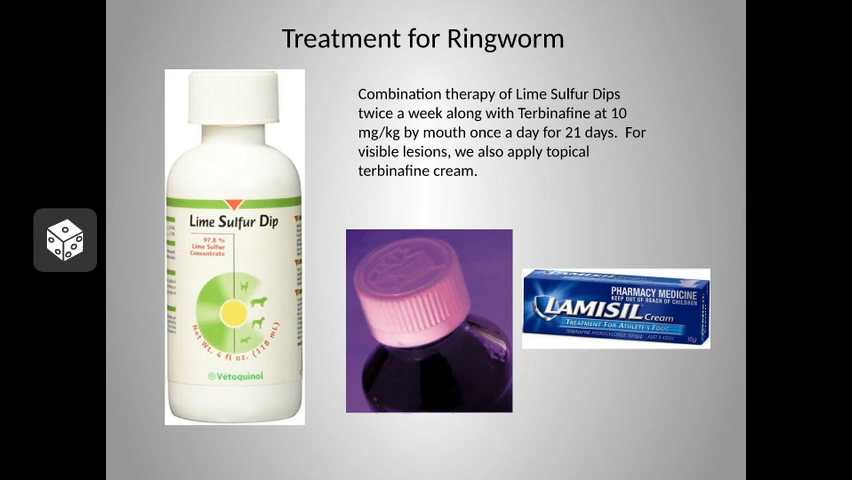 Treatment for Ringworm
Combination therapy of Lime Sulfur Dips
twice a week along with Terbinafine at 10
mg/kg by mouth once a day for 21 days.  For
visible lesions, we also apply topical
terbinafine cream.
Lime Sulfur Dip
97.8 %
Lime Sulfur
Concentrate
Net Wt. 4 fl oz. (118 mL)
Vétoquinol
PHARMACY MEDICINE
KEEP OUT OF REACH OF CHILDREN
LAMISIL Cream
TREATMENT FOR ATHLETE'S FOOT
15g